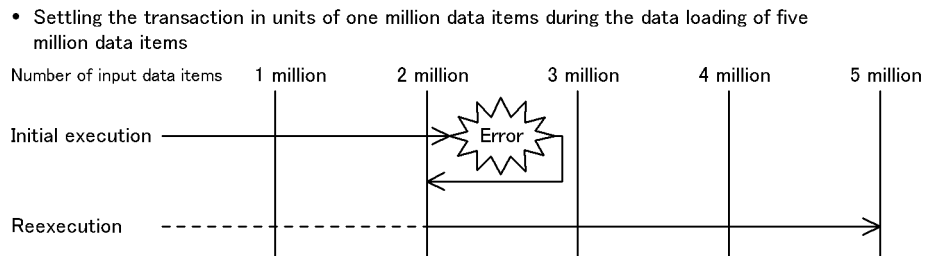 • Settling the transaction in units of one million data items during the data loading of five
million data items
Number of input data items 1 million 2 million 3 million 4 million 5 million
Initial execution Error
Reexecution